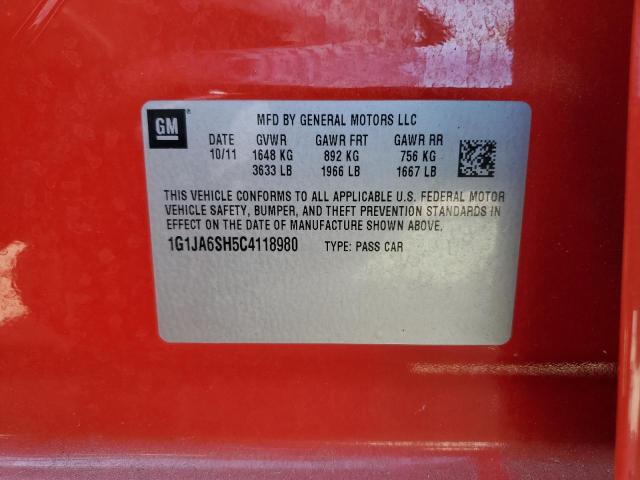 GM
MFD BY GENERAL MOTORS LLC
DATE GVWR GAWR FRT GAWR RR
10/11 1648 KG 892 KG 756 KG
3633 LB 1966 LB 1667 LB
THIS VEHICLE CONFORMS TO ALL APPLICABLE U.S. FEDERAL MOTOR
VEHICLE SAFETY, BUMPER, AND THEFT PREVENTION STANDARDS IN
EFFECT ON THE DATE OF MANUFACTURE SHOWN ABOVE.
1G1JA6SH5C4118980 TYPE: PASS CAR